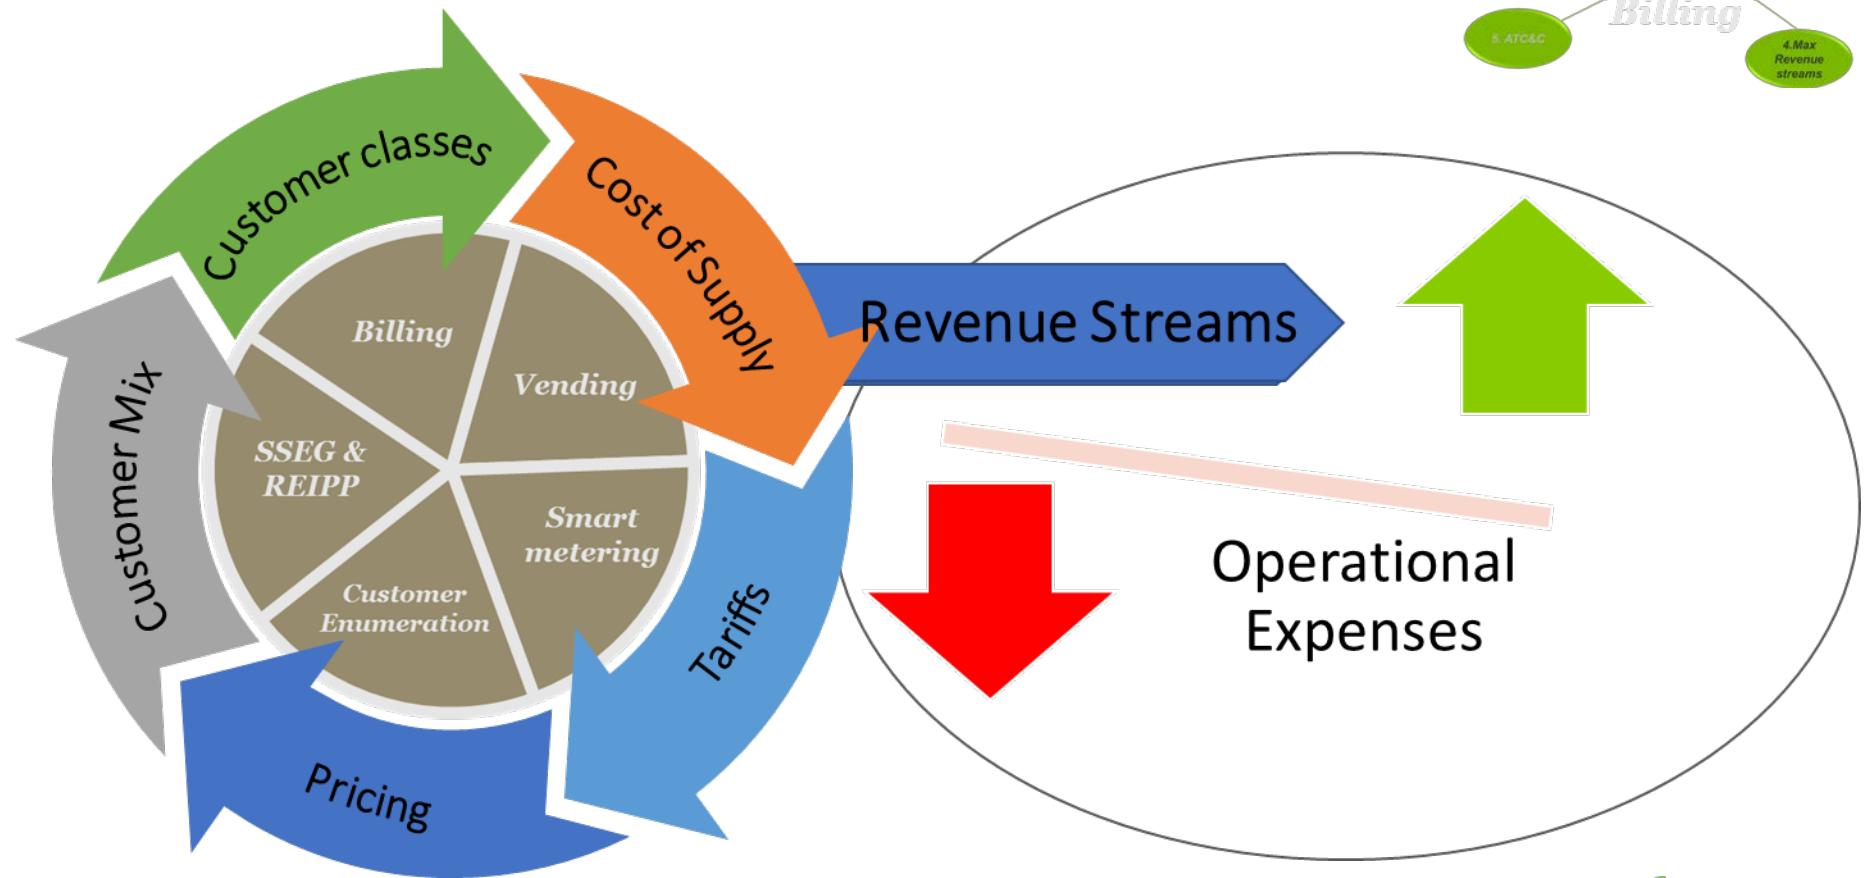 Billing
5. ATC&C
4.Max
Revenue
streams
Customer classes
Cost of Supply
Tariffs
Pricing
Customer Mix
Billing
Vending
Smart
metering
Customer
Enumeration
SSEG &
REIPP
Revenue Streams
Operational
Expenses